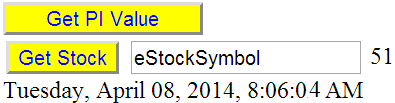 Get PI Value
Get Stock eStockSymbol 51
Tuesday, April 08, 2014, 8:06:04 AM